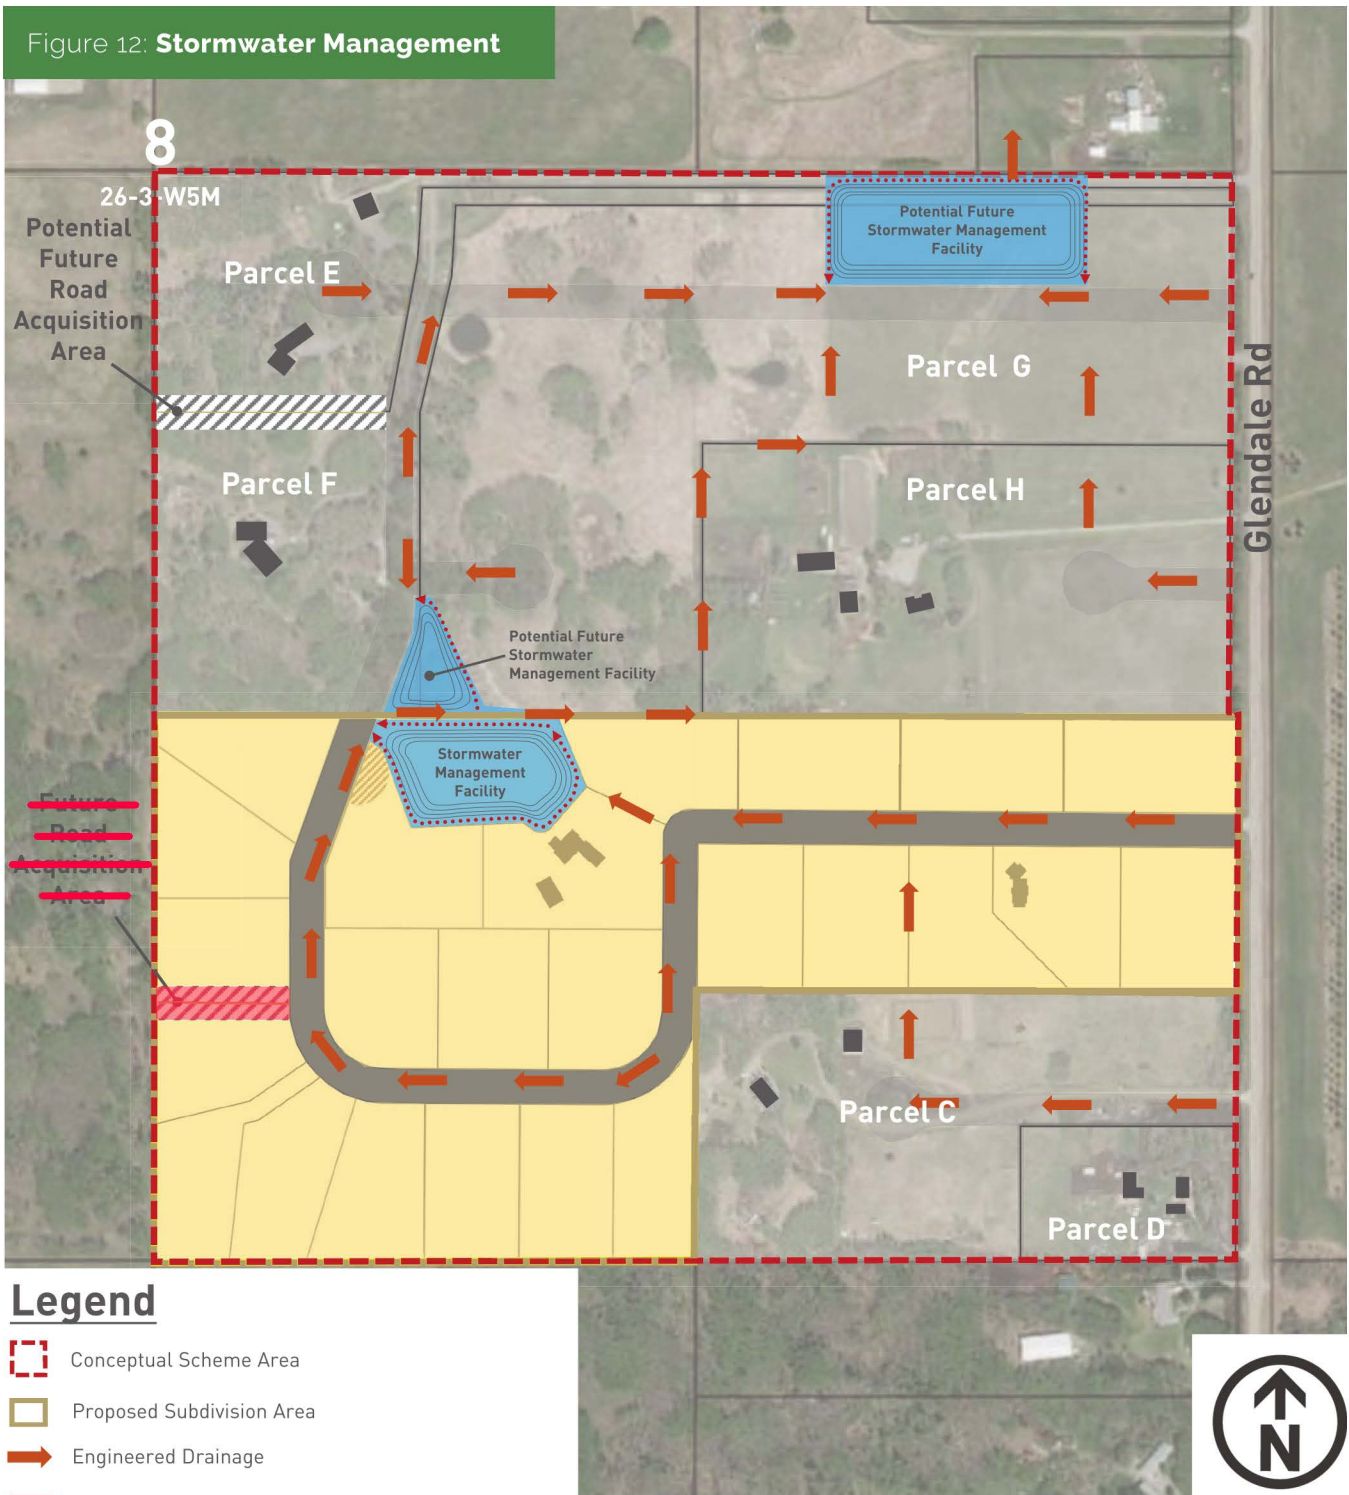 Figure 12: Stormwater Management
8
26-3-W5M
Potential
Future
Road
Acquisition
Area
Parcel E
Potential Future
Stormwater Management
Facility
Parcel G
Glendale Rd
Parcel F
Parcel H
Potential Future
Stormwater
Management Facility
Stormwater
Management
Facility
Future
Road
Acquisition
Area
Parcel C
Parcel D
Legend
Conceptual Scheme Area
Proposed Subdivision Area
Engineered Drainage
N